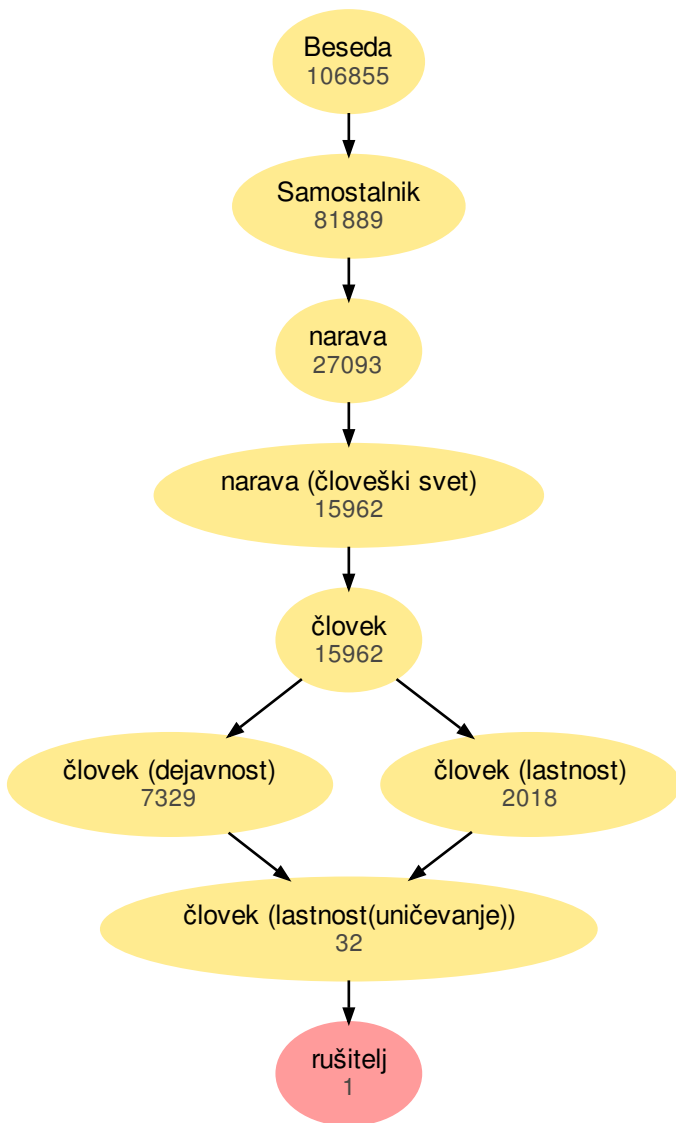 Beseda
106855
Samostalnik
81889
narava
27093
narava (človeški svet)
15962
človek
15962
človek (dejavnost)
7329
človek (lastnost)
2018
človek (lastnost(uničevanje))
32
rušitelj
1